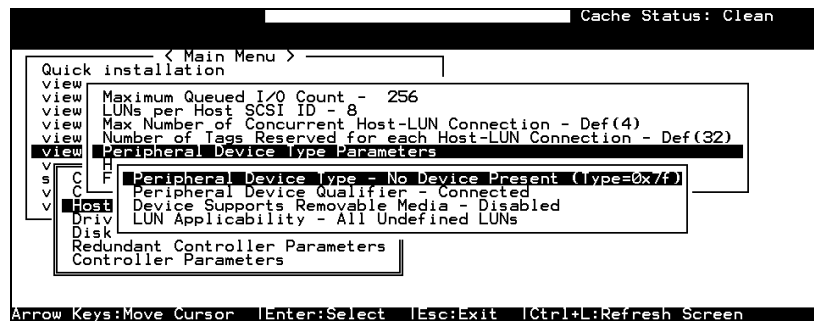 Cache Status: Clean
< Main Menu >
Quick installation
view
view Maximum Queued I/O Count - 256
view LUNs per Host SCSI ID - 8
view Max Number of Concurrent Host-LUN Connection - Def(4)
view Number of Tags Reserved for each Host-LUN Connection - Def(32)
view Peripheral Device Type Parameters
v H
s C F Peripheral Device Type - No Device Present (Type=0x7f)
v C Peripheral Device Qualifier - Connected
v Host Device Supports Removable Media - Disabled
Driv LUN Applicability - All Undefined LUNs
Disk
Redundant Controller Parameters
Controller Parameters
Arrow Keys:Move Cursor |Enter:Select |Esc:Exit |Ctrl+L:Refresh Screen